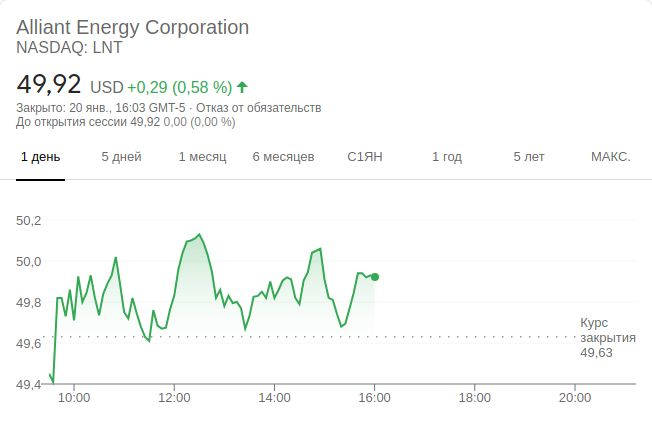 Alliant Energy Corporation
NASDAQ: LNT
49,92 USD +0,29 (0,58 %)
Закрыто: 20 янв., 16:03 GMT-5 · Отказ от обязательств
До открытия сессии 49,92 0,00 (0,00 %)
1 день 5 дней 1 месяц 6 месяцев С1ЯН 1 год 5 лет МАКС.
50,2
50,0
49,8
Курс
закрытия
49,63
49,6
49,4
10:00 12:00 14:00 16:00 18:00 20:00